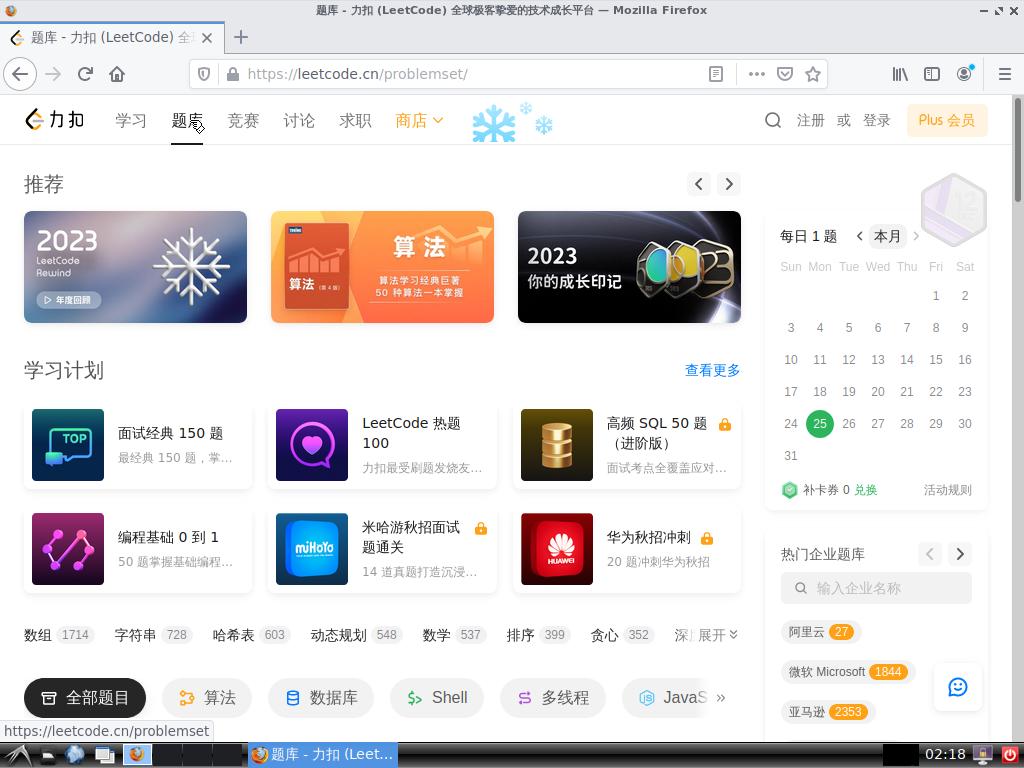 题库 - 力扣 (LeetCode) 全球极客挚爱的技术成长平台 — Mozilla Firefox
题库 - 力扣 (LeetCode) 全
https://leetcode.cn/problemset/
力扣
学习
题库
竞赛
讨论
求职
商店
注册 或 登录
Plus 会员
推荐
2023
LeetCode
Rewind
年度回顾
算法
(第 4 版)
算法
算法学习经典巨著
50 种算法一本掌握
2023
你的成长印记
学习计划
查看更多
TOP
面试经典 150 题
最经典 150 题，掌...
LeetCode 热题
100
力扣最受刷题发烧友...
高频 SQL 50 题
（进阶版）
面试考点全覆盖应对...
编程基础 0 到 1
50 题掌握基础编程...
miHoYo
米哈游秋招面试
题通关
14 道真题打造沉浸...
HUAWEI
华为秋招冲刺
20 题冲刺华为秋招
数组 1714
字符串 728
哈希表 603
动态规划 548
数学 537
排序 399
贪心 352
深
展开
全部题目
算法
数据库
Shell
多线程
JavaS
每日 1 题
本月
Sun Mon Tue Wed Thu Fri Sat
1 2
3 4 5 6 7 8 9
10 11 12 13 14 15 16
17 18 19 20 21 22 23
24 25 26 27 28 29 30
31
补卡券 0 兑换
活动规则
热门企业题库
输入企业名称
阿里云 27
微软 Microsoft 1844
亚马逊 2353
https://leetcode.cn/problemset
题库 - 力扣 (Leet...
02:18